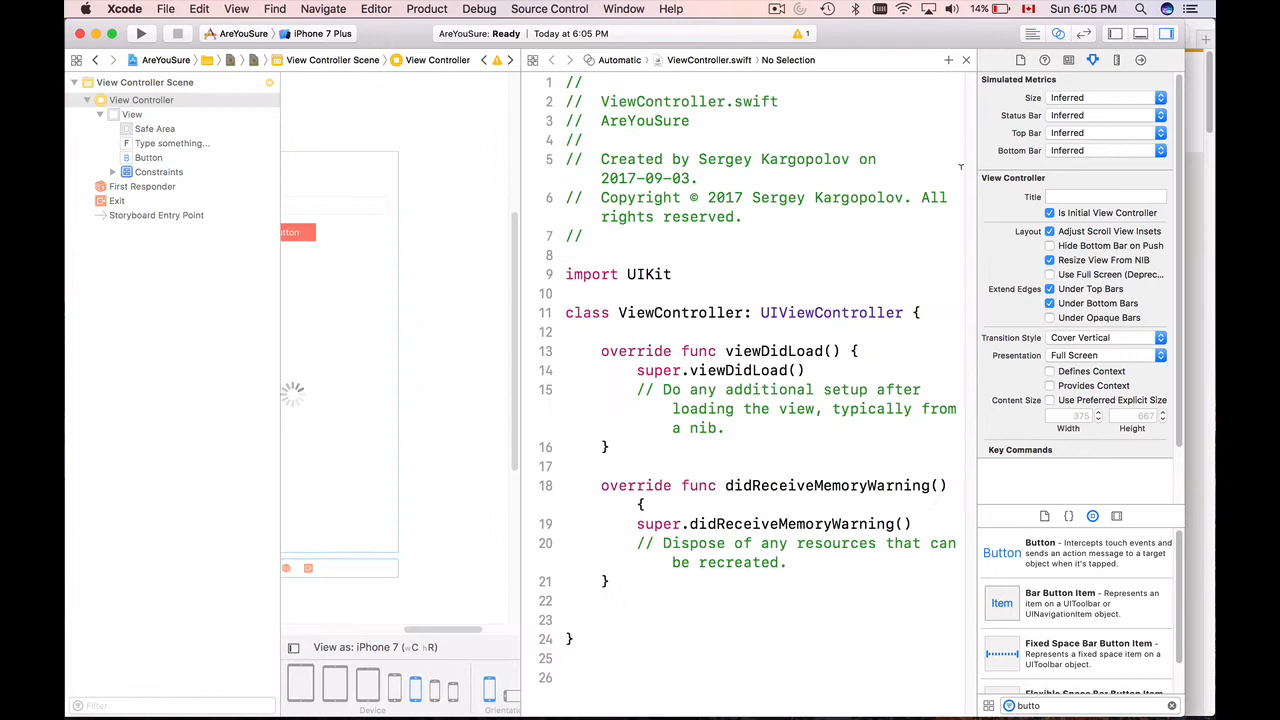 Xcode File Edit View Find Navigate Editor Product Debug Source Control Window Help 14% Sun 6:05 PM
AreYouSure iPhone 7 Plus AreYouSure: Ready Today at 6:05 PM 1
AreYouSure View Controller Scene View Controller Automatic ViewController.swift No Selection
View Controller Scene
View Controller
View
Safe Area
F Type something...
B Button
Constraints
First Responder
Exit
Storyboard Entry Point
Filter
utton
View as: iPhone 7 (wC hR)
Device
Orientatic
1 //
2 // ViewController.swift
3 // AreYouSure
4 //
5 // Created by Sergey Kargopolov on
2017-09-03.
6 // Copyright © 2017 Sergey Kargopolov. All
rights reserved.
7 //
8
9 import UIKit
10
11 class ViewController: UIViewController {
12
13 override func viewDidLoad() {
14 super.viewDidLoad()
15 // Do any additional setup after
loading the view, typically from
a nib.
16 }
17
18 override func didReceiveMemoryWarning()
{
19 super.didReceiveMemoryWarning()
20 // Dispose of any resources that can
be recreated.
21 }
22
23
24 }
25
26
Simulated Metrics
Size Inferred
Status Bar Inferred
Top Bar Inferred
Bottom Bar Inferred
View Controller
Title
Is Initial View Controller
Layout Adjust Scroll View Insets
Hide Bottom Bar on Push
Resize View From NIB
Use Full Screen (Deprec...
Extend Edges Under Top Bars
Under Bottom Bars
Under Opaque Bars
Transition Style Cover Vertical
Presentation Full Screen
Defines Context
Provides Context
Content Size Use Preferred Explicit Size
375 667
Width Height
Key Commands
Button Button - Intercepts touch events and
sends an action message to a target
object when it's tapped.
Item Bar Button Item - Represents an
item on a UIToolbar or
UINavigationItem object.
Fixed Space Bar Button Item -
Represents a fixed space item on a
UIToolbar object.
Flexible Space Bar Button Item
butto